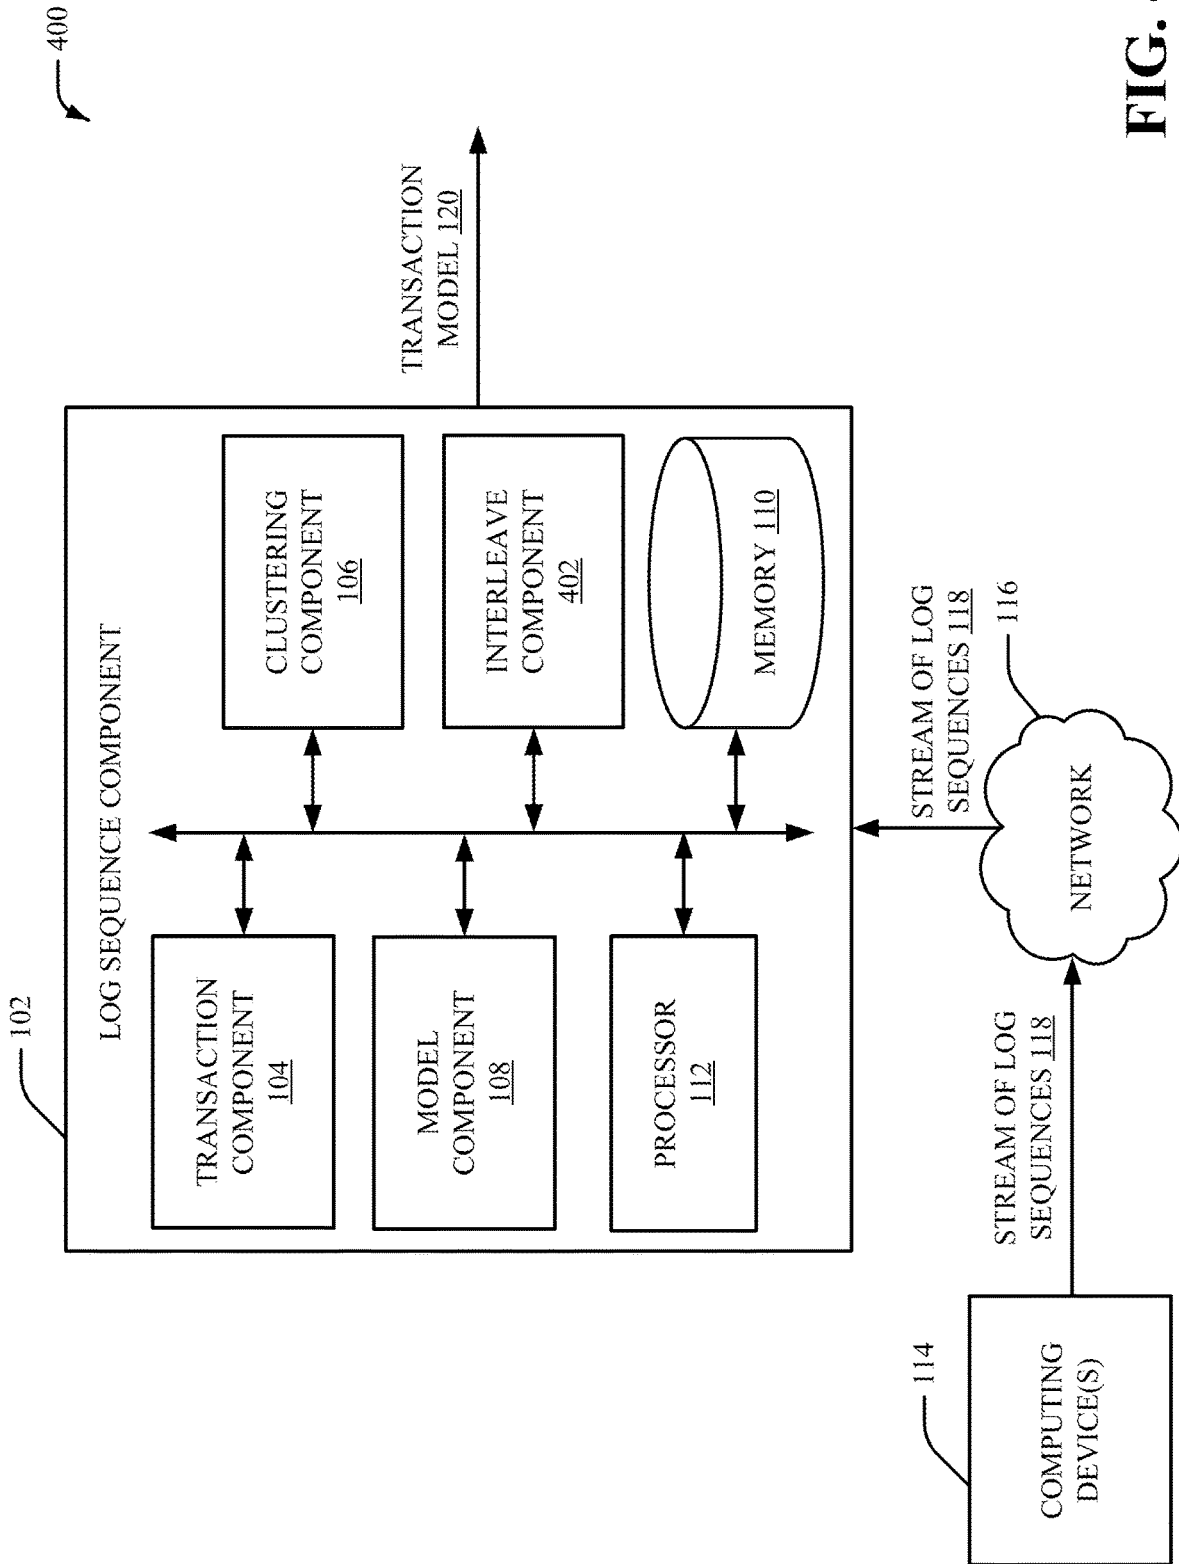 400
102
LOG SEQUENCE COMPONENT
TRANSACTION
COMPONENT
104
CLUSTERING
COMPONENT
106
TRANSACTION
MODEL 120
MODEL
COMPONENT
108
INTERLEAVE
COMPONENT
402
PROCESSOR
112
MEMORY 110
114
COMPUTING
DEVICE(S)
STREAM OF LOG
SEQUENCES 118
NETWORK
116
STREAM OF LOG
SEQUENCES 118
FIG.